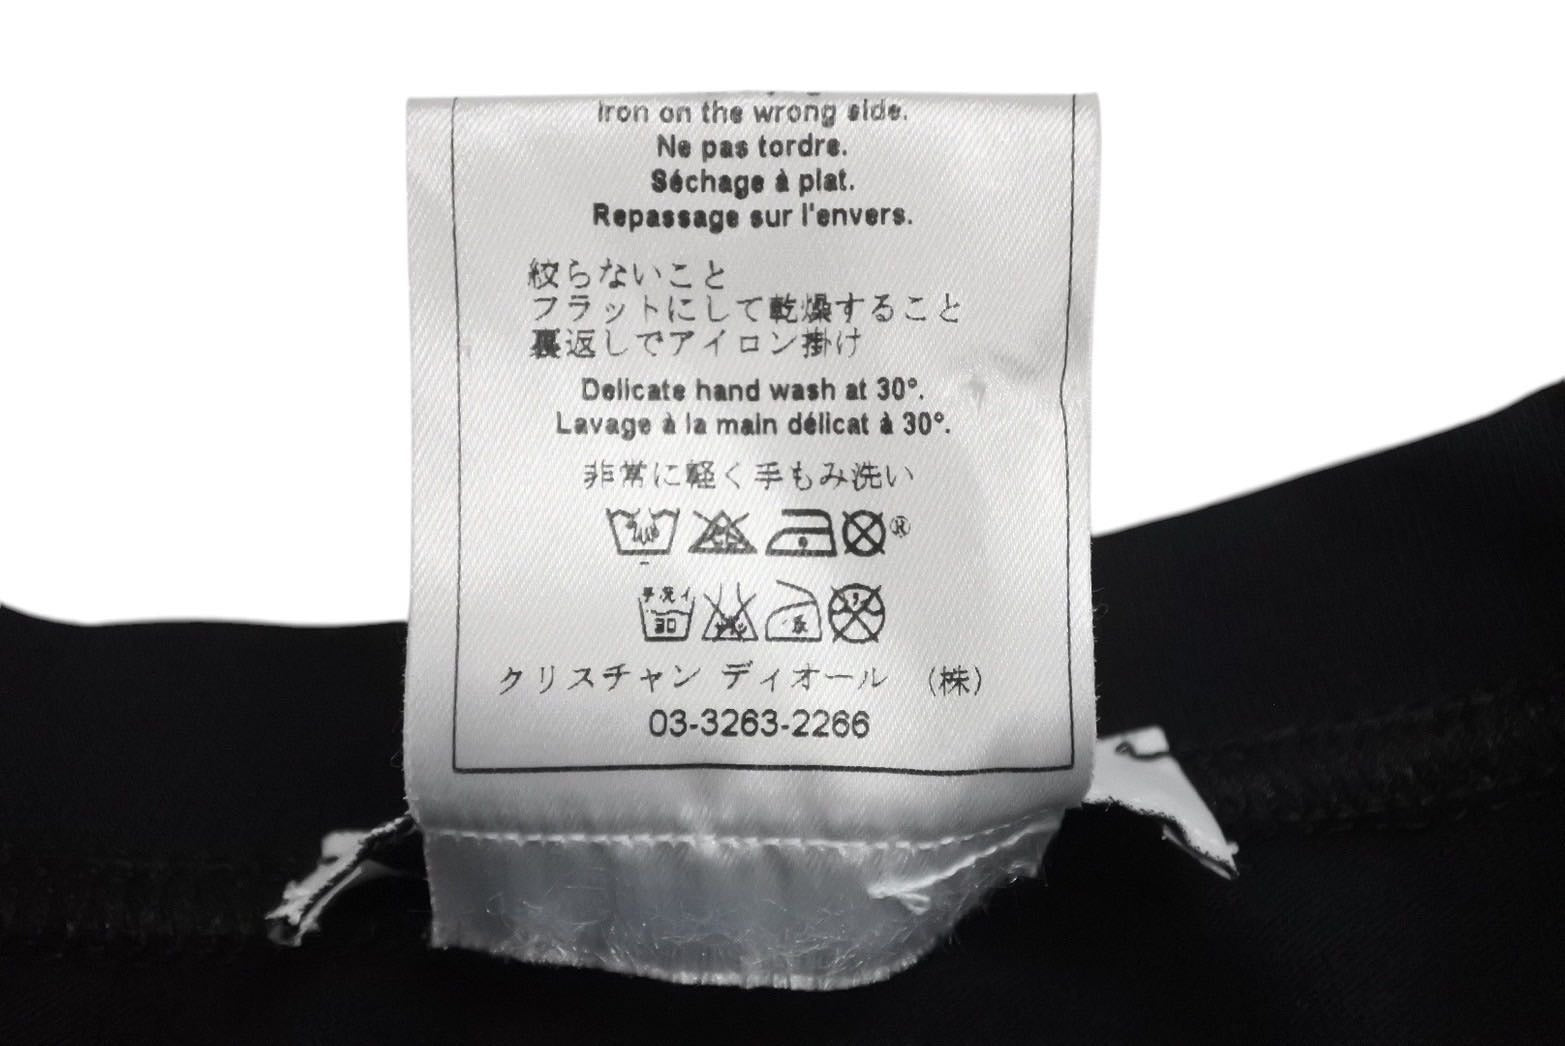 Iron on the wrong side.
Ne pas tordre.
Séchage à plat.
Repassage sur l'envers.
絞らないこと
フラットにして乾燥すること
裏返しでアイロン掛け
Delicate hand wash at 30°.
Lavage à la main délicat à 30°.
非常に軽く手もみ洗い
CL ®
手洗イ
30
クリスチャン ディオール (株)
03-3263-2266